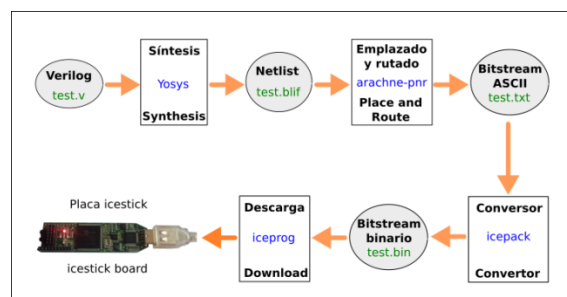 Verilog
test.v
Síntesis
Yosys
Synthesis
Netlist
test.blif
Emplazado
y rutado
arachne-pnr
Place and
Route
Bitstream
ASCII
test.txt
Conversor
icepack
Convertor
Bitstream
binario
test.bin
Descarga
iceprog
Download
Placa icestick
icestick board